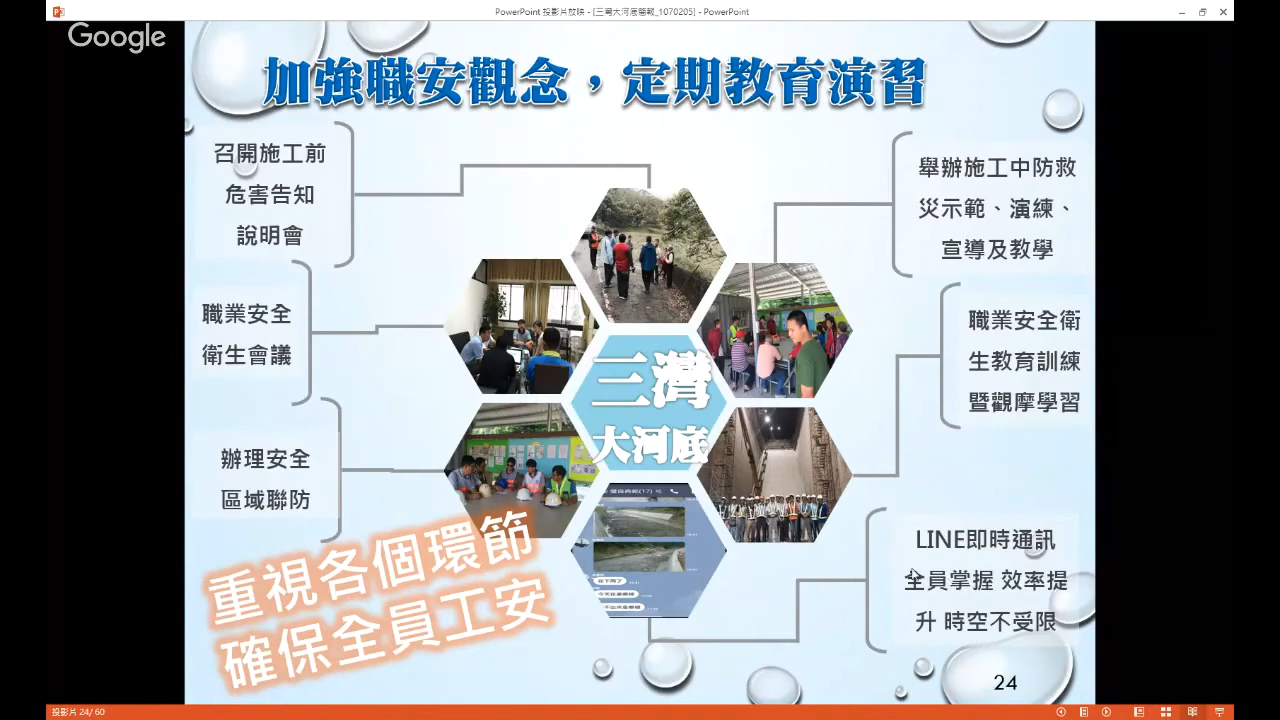 PowerPoint 投影片放映 - [三灣大河底簡報_1070205] - PowerPoint
Google
加強職安觀念，定期教育演習
召開施工前
危害告知
說明會
職業安全
衛生會議
辦理安全
區域聯防
舉辦施工中防救
災示範、演練、
宣導及教學
職業安全衛
生教育訓練
暨觀摩學習
LINE即時通訊
全員掌握 效率提
升 時空不受限
三灣
大河底
重視各個環節
確保全員工安
24
投影片 24/60